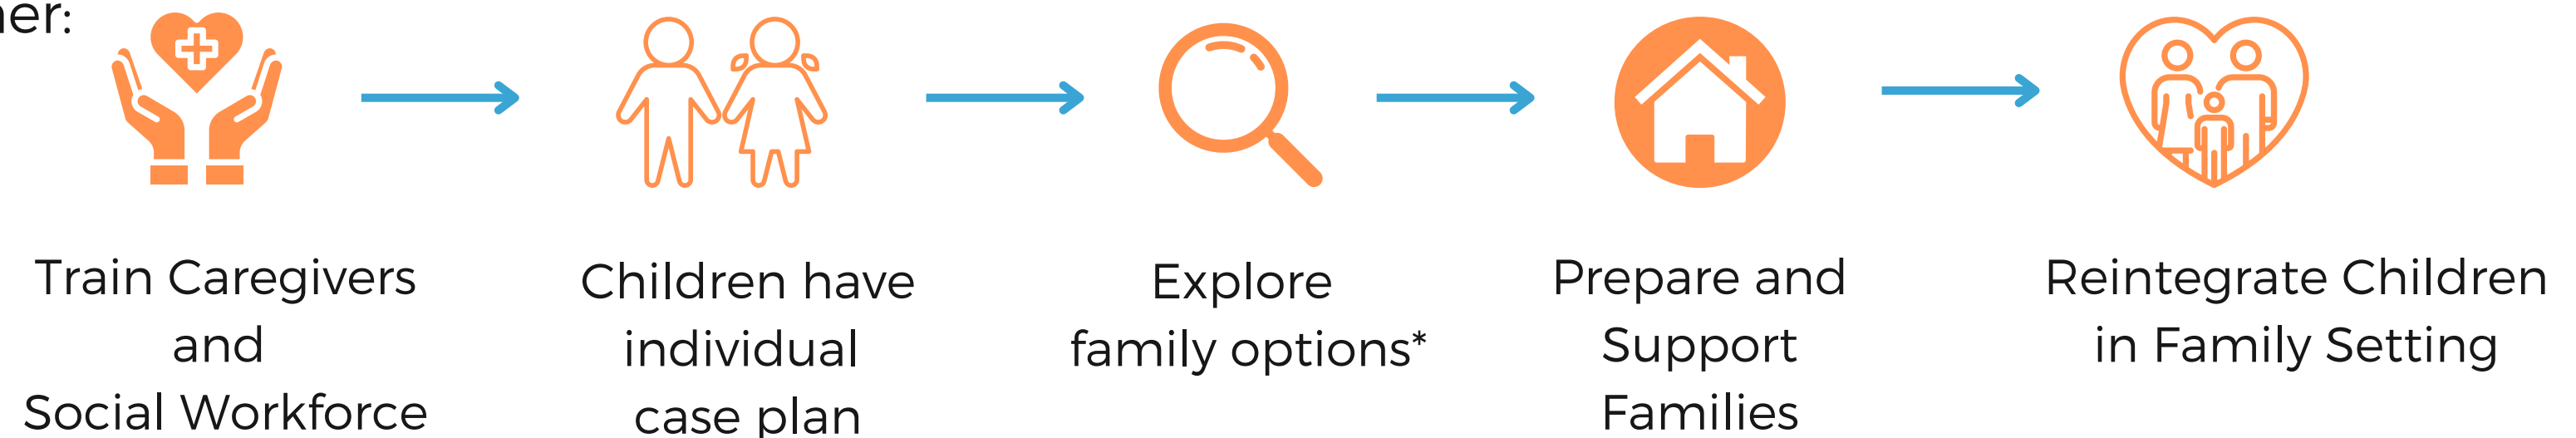 ner:
Train Caregivers
and
Social Workforce
Children have
individual
case plan
Explore
family options*
Prepare and
Support
Families
Reintegrate Children
in Family Setting